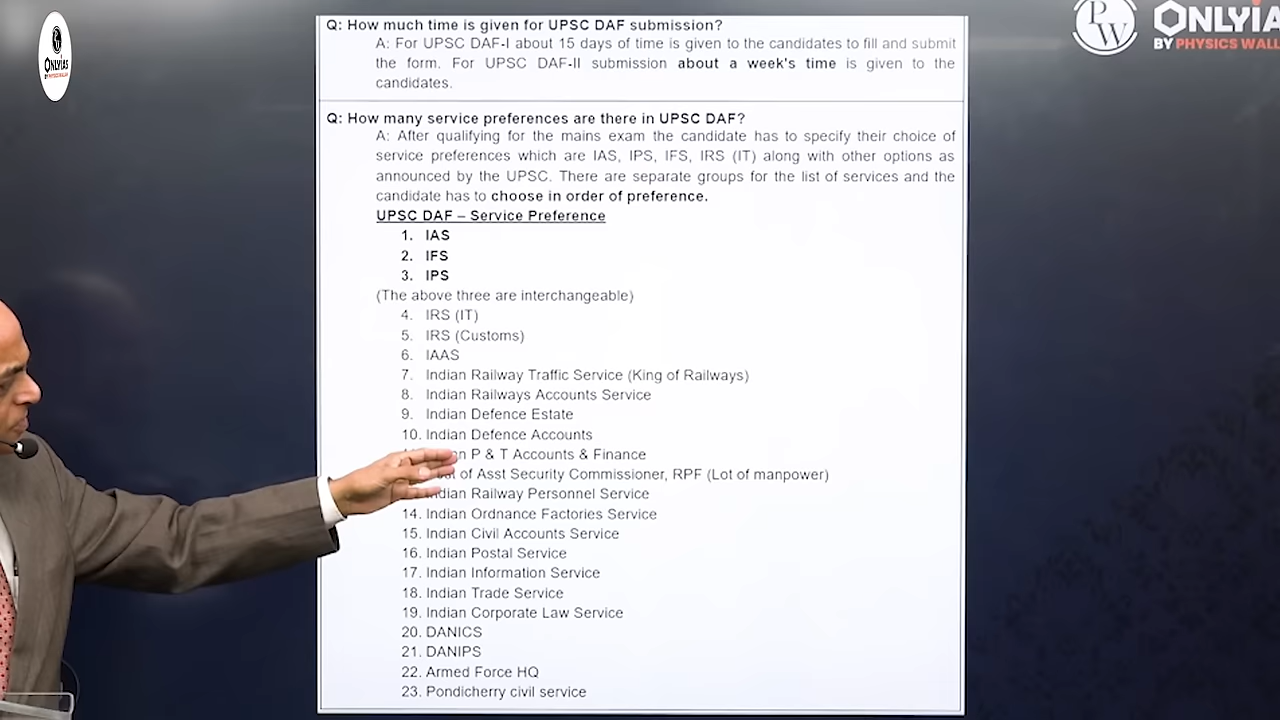 ONLYIAS
BY PHYSICS WALLAH
PW ONLYIA
BY PHYSICS WALL
Q: How much time is given for UPSC DAF submission?
A: For UPSC DAF-I about 15 days of time is given to the candidates to fill and submit
the form. For UPSC DAF-II submission about a week's time is given to the
candidates.
Q: How many service preferences are there in UPSC DAF?
A: After qualifying for the mains exam the candidate has to specify their choice of
service preferences which are IAS, IPS, IFS, IRS (IT) along with other options as
announced by the UPSC. There are separate groups for the list of services and the
candidate has to choose in order of preference.
UPSC DAF – Service Preference
1. IAS
2. IFS
3. IPS
(The above three are interchangeable)
4. IRS (IT)
5. IRS (Customs)
6. IAAS
7. Indian Railway Traffic Service (King of Railways)
8. Indian Railways Accounts Service
9. Indian Defence Estate
10. Indian Defence Accounts
P & T Accounts & Finance
of Asst Security Commissioner, RPF (Lot of manpower)
Indian Railway Personnel Service
14. Indian Ordnance Factories Service
15. Indian Civil Accounts Service
16. Indian Postal Service
17. Indian Information Service
18. Indian Trade Service
19. Indian Corporate Law Service
20. DANICS
21. DANIPS
22. Armed Force HQ
23. Pondicherry civil service